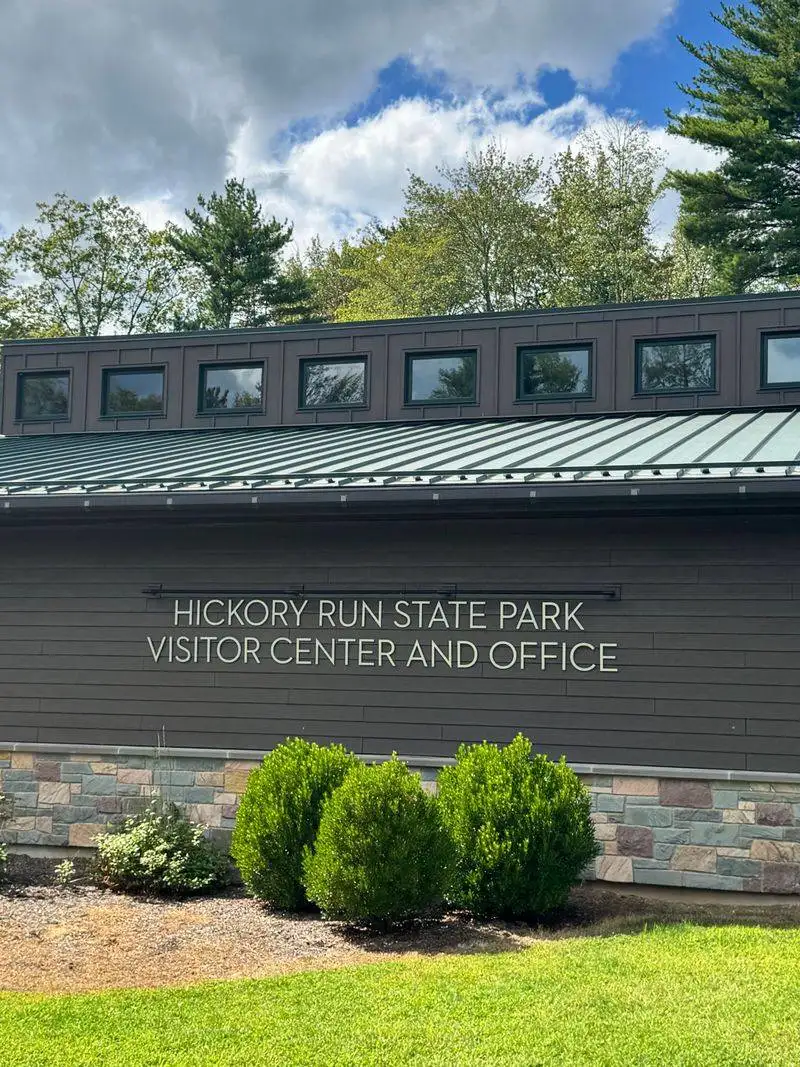 HICKORY RUN STATE PARK
VISITOR CENTER AND OFFICE